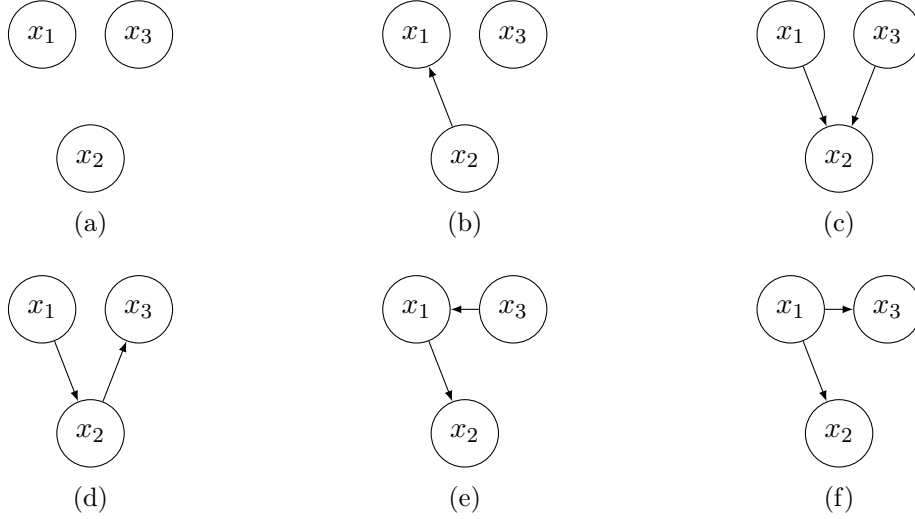 x₁ x₃ x₁ x₃ x₁ x₃
x₂ x₂ x₂
(a) (b) (c)
x₁ x₃ x₁ x₃ x₁ x₃
x₂ x₂ x₂
(d) (e) (f)